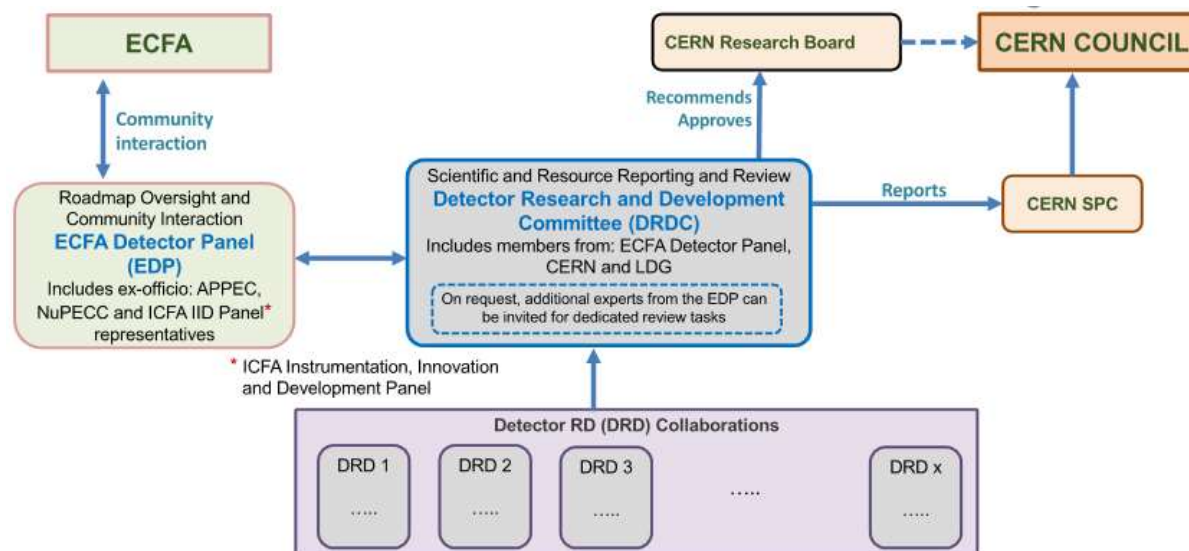 ECFA
CERN Research Board
CERN COUNCIL
Community
interaction
Recommends
Approves
Roadmap Oversight and
Community Interaction
ECFA Detector Panel
(EDP)
Includes ex-officio: APPEC,
NuPECC and ICFA IID Panel*
representatives
Scientific and Resource Reporting and Review
Detector Research and Development
Committee (DRDC)
Includes members from: ECFA Detector Panel,
CERN and LDG
On request, additional experts from the EDP can
be invited for dedicated review tasks
Reports
CERN SPC
* ICFA Instrumentation, Innovation
and Development Panel
Detector RD (DRD) Collaborations
DRD 1
.....
DRD 2
.....
DRD 3
.....
.....
DRD x
.....